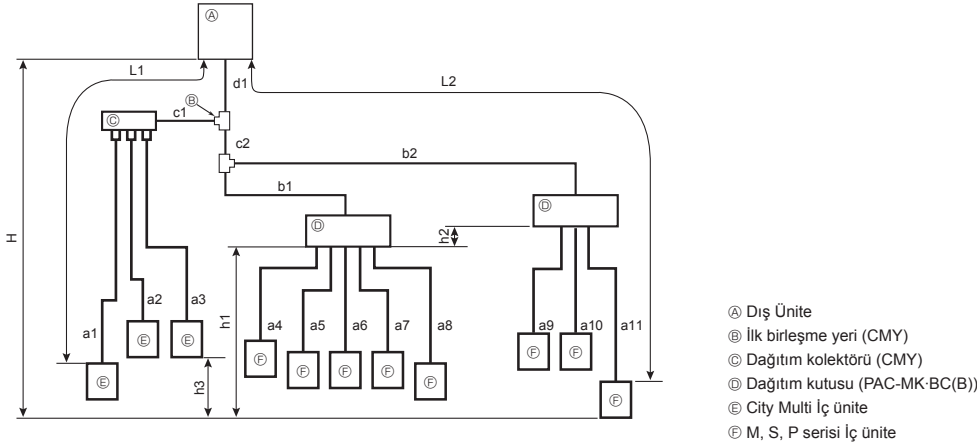 Ⓐ
L1
d1
L2
Ⓑ
Ⓒ
c1
c2
b2
b1
Ⓓ
Ⓓ
h2
H
a1
a2
a3
h1
a4
a5
a6
a7
a8
a9
a10
a11
h3
Ⓔ
Ⓔ
Ⓔ
Ⓕ
Ⓕ
Ⓕ
Ⓕ
Ⓕ
Ⓕ
Ⓕ
Ⓕ
Ⓐ Dış Ünite
Ⓑ İlk birleşme yeri (CMY)
Ⓒ Dağıtım kolektörü (CMY)
Ⓓ Dağıtım kutusu (PAC-MK·BC(B))
Ⓔ City Multi İç ünite
Ⓕ M, S, P serisi İç ünite